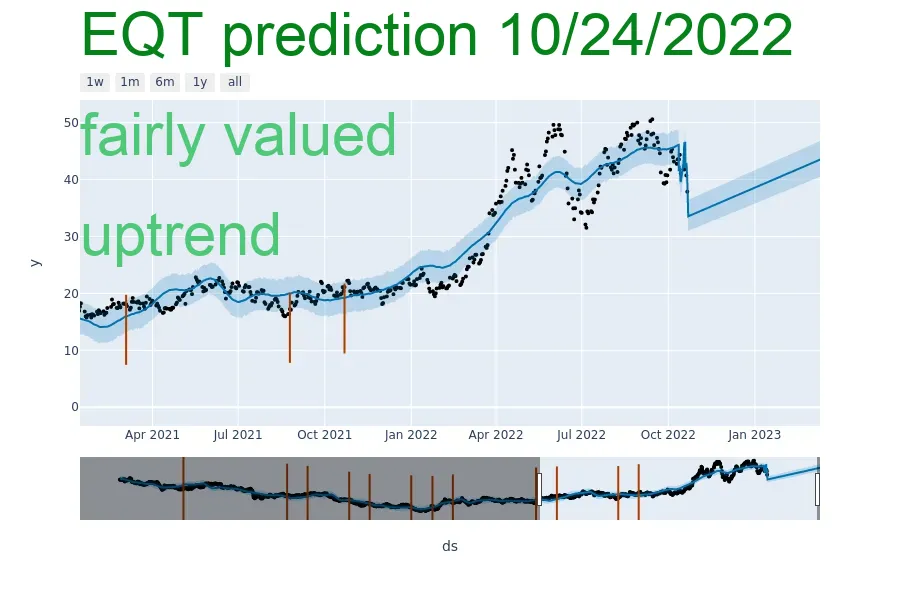 EQT prediction 10/24/2022
1w 1m 6m 1y all
fairly valued
uptrend
50
40
30
20
10
0
y
Apr 2021 Jul 2021 Oct 2021 Jan 2022 Apr 2022 Jul 2022 Oct 2022 Jan 2023
ds